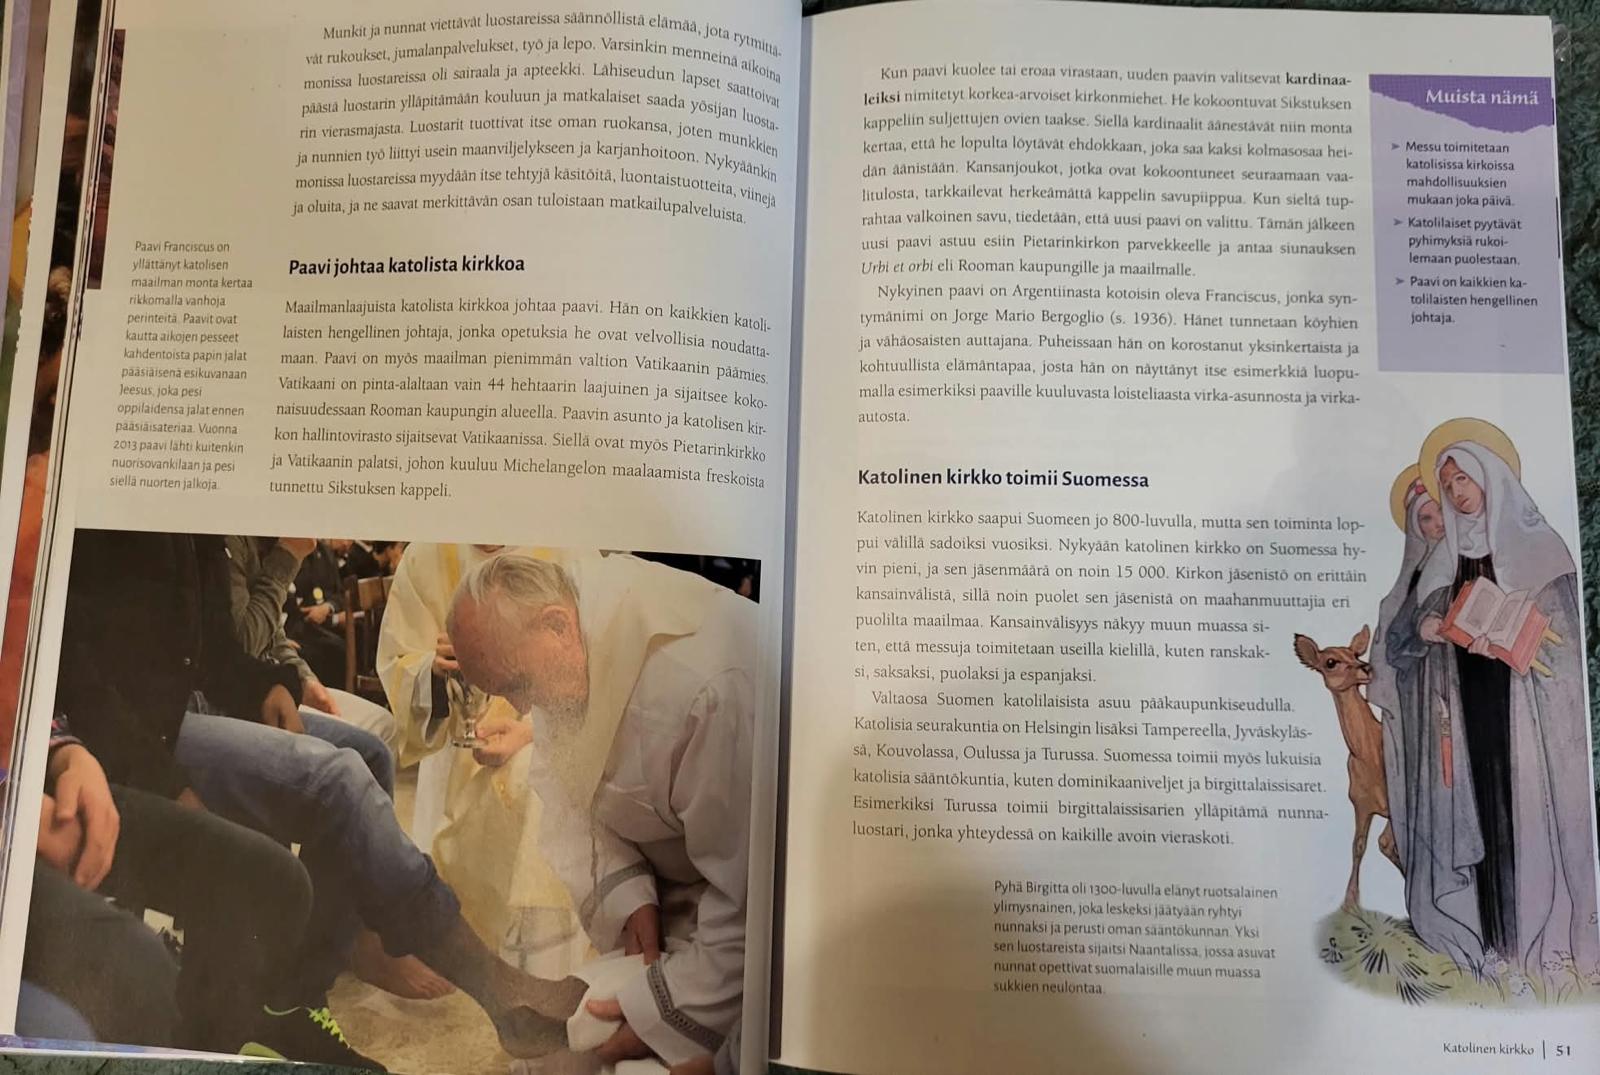 Munkit ja nunnat viettävät luostareissa säännöllistä elämää, jota rytmittä-
vät rukoukset, jumalanpalvelukset, työ ja lepo. Varsinkin menneinä aikoina
monissa luostareissa oli sairaala ja apteekki. Lähiseudun lapset saattoivat
päästä luostarin ylläpitämään kouluun ja matkalaiset saada yösijan luosta-
rin vierasmajasta. Luostarit tuottivat itse oman ruokansa, joten munkkien
ja nunnien työ liittyi usein maanviljelykseen ja karjanhoitoon. Nykyäänkin
monissa luostareissa myydään itse tehtyjä käsitöitä, luontaistuotteita, viinejä
ja oluita, ja ne saavat merkittävän osan tuloistaan matkailupalveluista.
Paavi Franciscus on
yllättänyt katolisen
maailman monta kertaa
rikkomalla vanhoja
perinteitä. Paavit ovat
kautta aikojen pesseet
kahdentoista papin jalat
pääsiäisenä esikuvanaan
Jeesus, joka pesi
oppilaidensa jalat ennen
pääsiäisateriaa. Vuonna
2013 paavi lähti kuitenkin
nuorisovankilaan ja pesi
siellä nuorten jalkoja.
Paavi johtaa katolista kirkkoa
Maailmanlaajuista katolista kirkkoa johtaa paavi. Hän on kaikkien katoli-
laisten hengellinen johtaja, jonka opetuksia he ovat velvollisia noudatta-
maan. Paavi on myös maailman pienimmän valtion Vatikaanin päämies.
Vatikaani on pinta-alaltaan vain 44 hehtaarin laajuinen ja sijaitsee koko-
naisuudessaan Rooman kaupungin alueella. Paavin asunto ja katolisen kir-
kon hallintovirasto sijaitsevat Vatikaanissa. Siellä ovat myös Pietarinkirkko
ja Vatikaanin palatsi, johon kuuluu Michelangelon maalaamista freskoista
tunnettu Sikstuksen kappeli.
Kun paavi kuolee tai eroaa virastaan, uuden paavin valitsevat kardinaa-
leiksi nimitetyt korkea-arvoiset kirkonmiehet. He kokoontuvat Sikstuksen
kappeliin suljettujen ovien taakse. Siellä kardinaalit äänestävät niin monta
kertaa, että he lopulta löytävät ehdokkaan, joka saa kaksi kolmasosaa hei-
dän äänistään. Kansanjoukot, jotka ovat kokoontuneet seuraamaan vaa-
litulosta, tarkkailevat herkeämättä kappelin savupiippua. Kun sieltä tup-
rahtaa valkoinen savu, tiedetään, että uusi paavi on valittu. Tämän jälkeen
uusi paavi astuu esiin Pietarinkirkon parvekkeelle ja antaa siunauksen
Urbi et orbi eli Rooman kaupungille ja maailmalle.
Nykyinen paavi on Argentiinasta kotoisin oleva Franciscus, jonka syn-
tymänimi on Jorge Mario Bergoglio (s. 1936). Hänet tunnetaan köyhien
ja vähäosaisten auttajana. Puheissaan hän on korostanut yksinkertaista ja
kohtuullista elämäntapaa, josta hän on näyttänyt itse esimerkkiä luopu-
malla esimerkiksi paaville kuuluvasta loisteliaasta virka-asunnosta ja virka-
autosta.
Muista nämä
➤ Messu toimitetaan
katolisissa kirkoissa
mahdollisuuksien
mukaan joka päivä.
➤ Katolilaiset pyytävät
pyhimyksiä rukoi-
lemaan puolestaan.
➤ Paavi on kaikkien ka-
tolilaisten hengellinen
johtaja.
Katolinen kirkko toimii Suomessa
Katolinen kirkko saapui Suomeen jo 800-luvulla, mutta sen toiminta lop-
pui välillä sadoiksi vuosiksi. Nykyään katolinen kirkko on Suomessa hy-
vin pieni, ja sen jäsenmäärä on noin 15 000. Kirkon jäsenistö on erittäin
kansainvälistä, sillä noin puolet sen jäsenistä on maahanmuuttajia eri
puolilta maailmaa. Kansainvälisyys näkyy muun muassa si-
ten, että messuja toimitetaan useilla kielillä, kuten ranskak-
si, saksaksi, puolaksi ja espanjaksi.
Valtaosa Suomen katolilaisista asuu pääkaupunkiseudulla.
Katolisia seurakuntia on Helsingin lisäksi Tampereella, Jyväskyläs-
sä, Kouvolassa, Oulussa ja Turussa. Suomessa toimii myös lukuisia
katolisia sääntökuntia, kuten dominikaaniveljet ja birgittalaissisaret.
Esimerkiksi Turussa toimii birgittalaissisarien ylläpitämä nunna-
luostari, jonka yhteydessä on kaikille avoin vieraskoti.
Pyhä Birgitta oli 1300-luvulla elänyt ruotsalainen
ylimysnainen, joka leskeksi jäätyään ryhtyi
nunnaksi ja perusti oman sääntökunnan. Yksi
sen luostareista sijaitsi Naantalissa, jossa asuvat
nunnat opettivat suomalaisille muun muassa
sukkien neulontaa.
Katolinen kirkko | 51